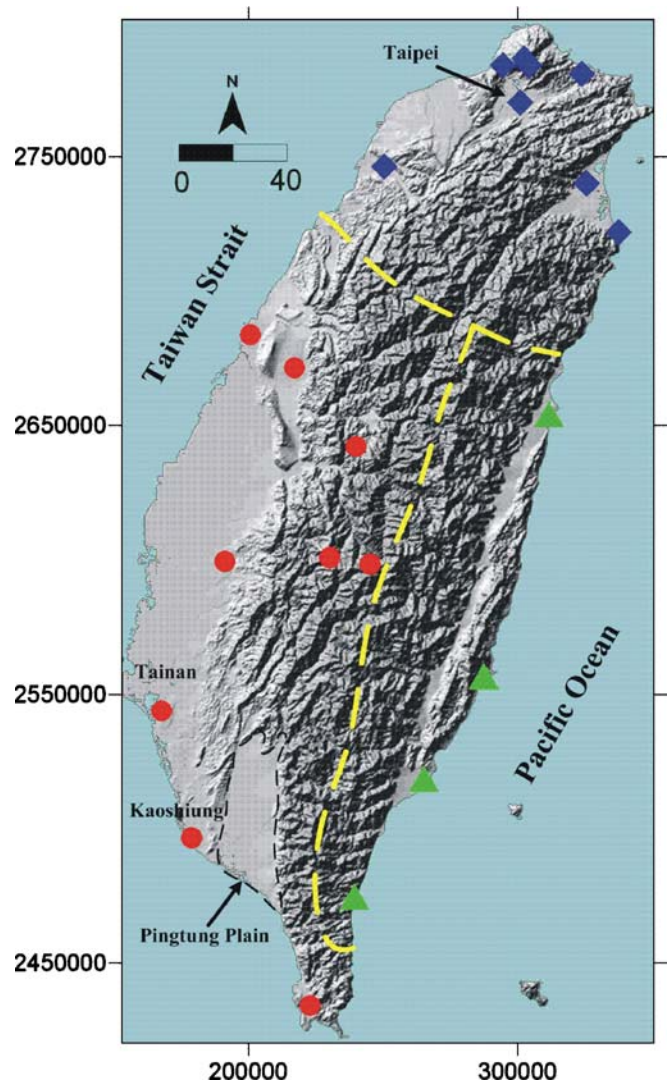 Taipei
N
2750000
0 40
Taiwan Strait
2650000
Pacific Ocean
Tainan
2550000
Kaoshiung
Pingtung Plain
2450000
200000 300000